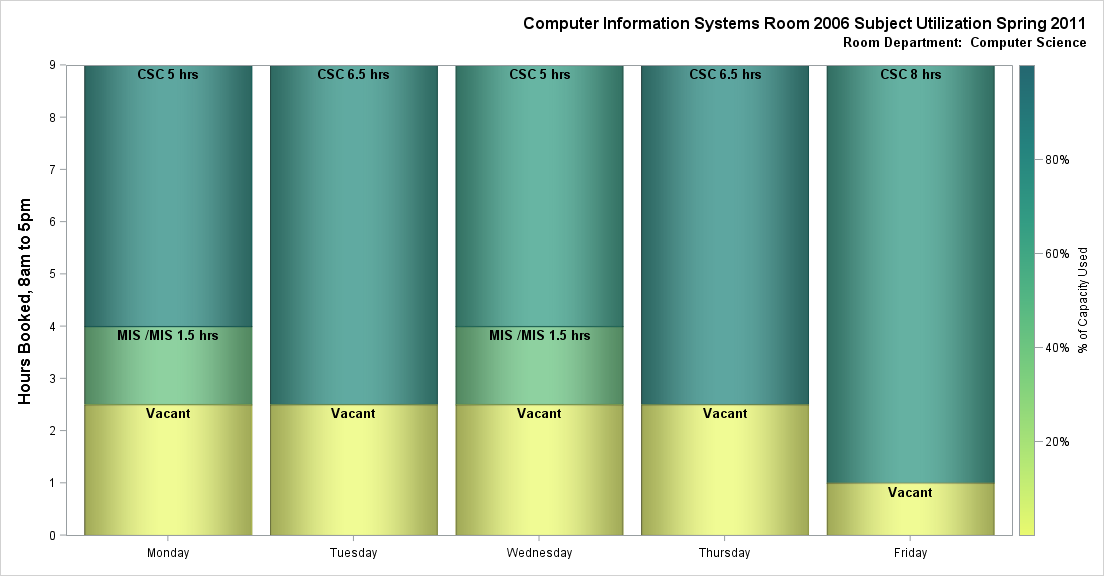 Computer Information Systems Room 2006 Subject Utilization Spring 2011
Room Department:  Computer Science
Hours Booked, 8am to 5pm
9
8
7
6
5
4
3
2
1
0
CSC 5 hrs
MIS /MIS 1.5 hrs
Vacant
CSC 6.5 hrs
Vacant
CSC 5 hrs
MIS /MIS 1.5 hrs
Vacant
CSC 6.5 hrs
Vacant
CSC 8 hrs
Vacant
Monday
Tuesday
Wednesday
Thursday
Friday
80%
60%
40%
20%
% of Capacity Used